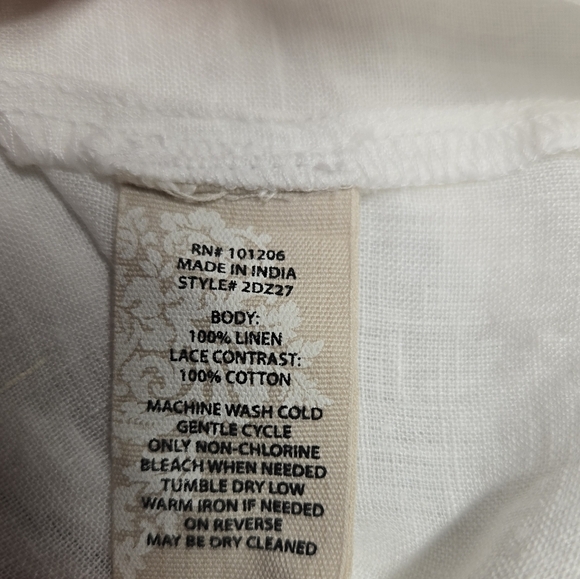 RN# 101206
MADE IN INDIA
STYLE# 2DZ27
BODY:
100% LINEN
LACE CONTRAST:
100% COTTON
MACHINE WASH COLD
GENTLE CYCLE
ONLY NON-CHLORINE
BLEACH WHEN NEEDED
TUMBLE DRY LOW
WARM IRON IF NEEDED
ON REVERSE
MAY BE DRY CLEANED